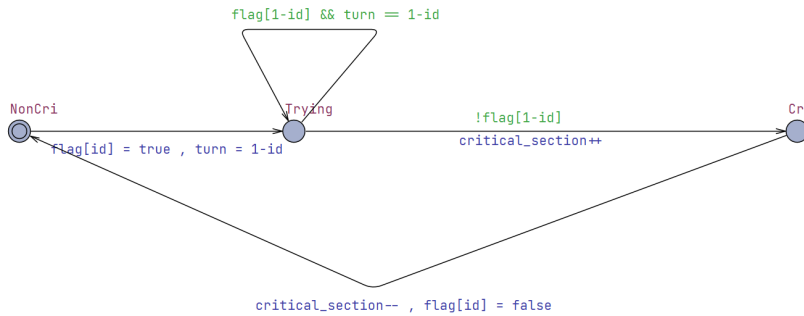 flag[1-id] && turn == 1-id
NonCri
Trying
!flag[1-id]
Cr
critical_section++
flag[id] = true , turn = 1-id
critical_section-- , flag[id] = false